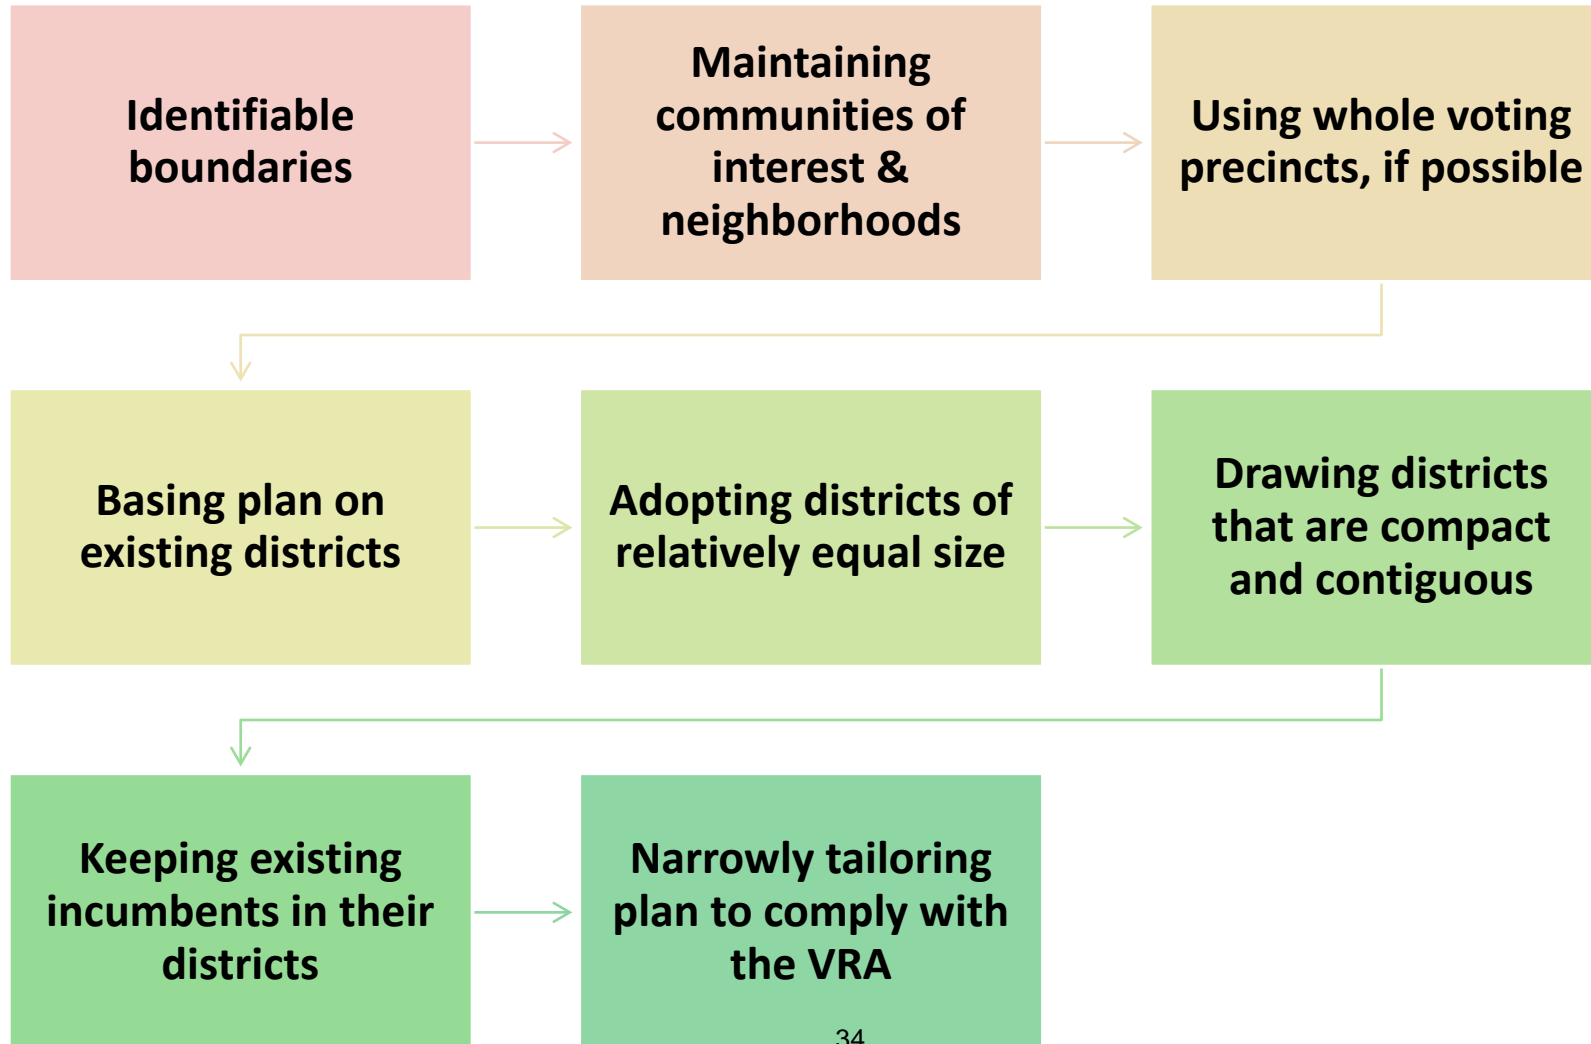 Identifiable
boundaries
Maintaining
communities of
interest &
neighborhoods
Using whole voting
precincts, if possible
Basing plan on
existing districts
Adopting districts of
relatively equal size
Drawing districts
that are compact
and contiguous
Keeping existing
incumbents in their
districts
Narrowly tailoring
plan to comply with
the VRA
34